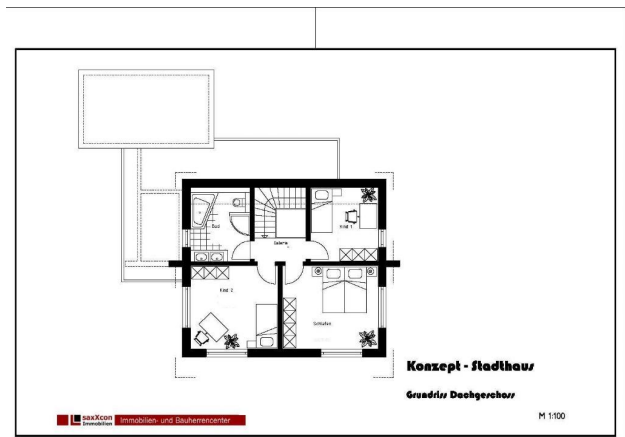 Bad
Galerie
Kind 1
Kind 2
Schlafen
Konzept - Stadthaus
Grundriss Dachgeschoss
saxXcon
Immobilien
Immobilien- und Bauherrencenter
M 1:100